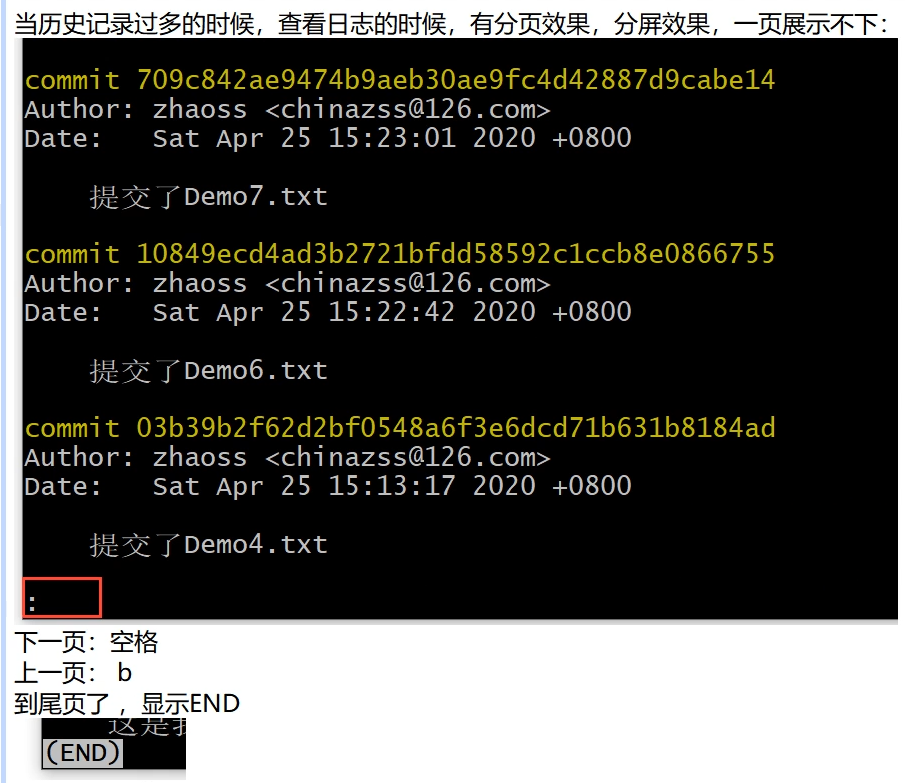 当历史记录过多的时候，查看日志的时候，有分页效果，分屏效果，一页展示不下：
commit 709c842ae9474b9aeb30ae9fc4d42887d9cabe14
Author: zhaoss <chinazss@126.com>
Date:   Sat Apr 25 15:23:01 2020 +0800
提交了Demo7.txt
commit 10849ecd4ad3b2721bfdd58592c1ccb8e0866755
Author: zhaoss <chinazss@126.com>
Date:   Sat Apr 25 15:22:42 2020 +0800
提交了Demo6.txt
commit 03b39b2f62d2bf0548a6f3e6dcd71b631b8184ad
Author: zhaoss <chinazss@126.com>
Date:   Sat Apr 25 15:13:17 2020 +0800
提交了Demo4.txt
:
下一页：空格
上一页： b
到尾页了 ，显示END
这是我
(END)